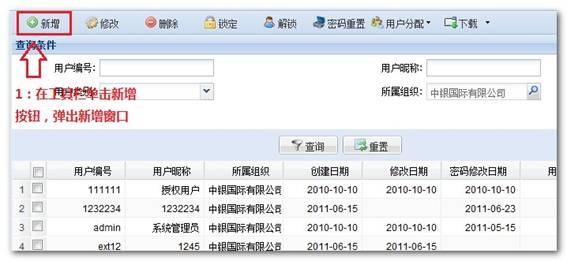 新增 修改 删除 锁定 解锁 密码重置 用户分配 下载
查询条件
用户编号: 用户昵称:
所属组织: 中银国际有限公司
1：在工具栏单击新增
按钮，弹出新增窗口
查询 重置
用户编号 用户昵称 所属组织 创建日期 修改日期 密码修改日期
1 111111 授权用户 中银国际有限公司 2010-10-10 2010-10-10 2010-10-10
2 1232234 1232234 中银国际有限公司 2011-06-15 2011-06-23
3 admin 系统管理员 中银国际有限公司 2010-10-10 2010-10-10 2011-05-15
4 ext12 1245 中银国际有限公司 2011-06-15 2011-06-15